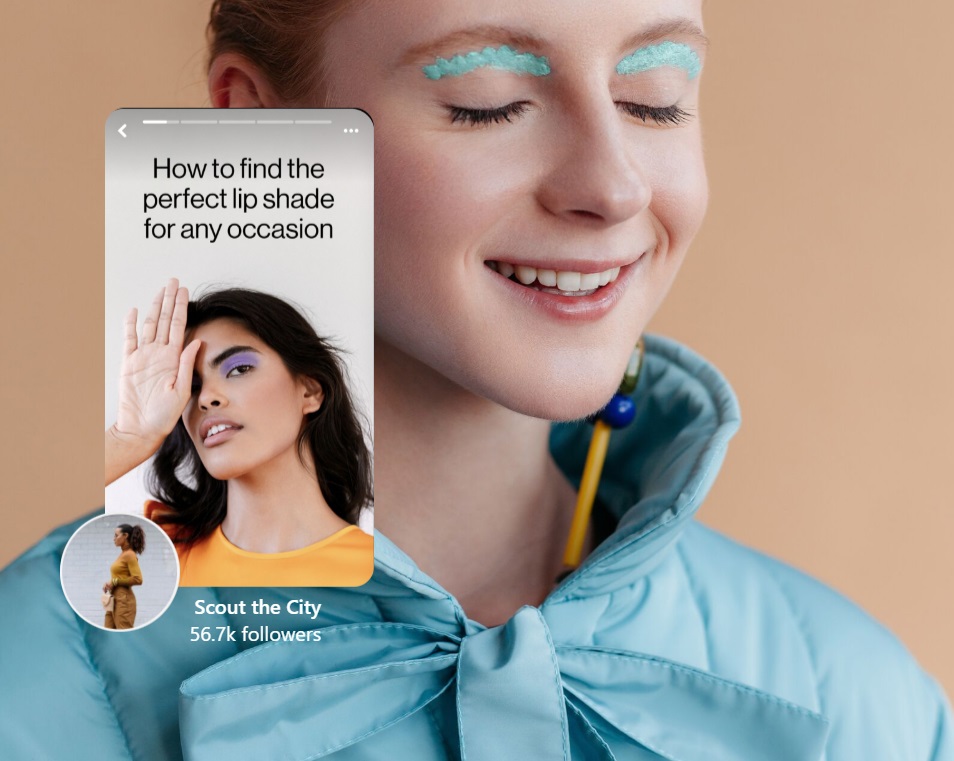 How to find the
perfect lip shade
for any occasion
Scout the City
56.7k followers